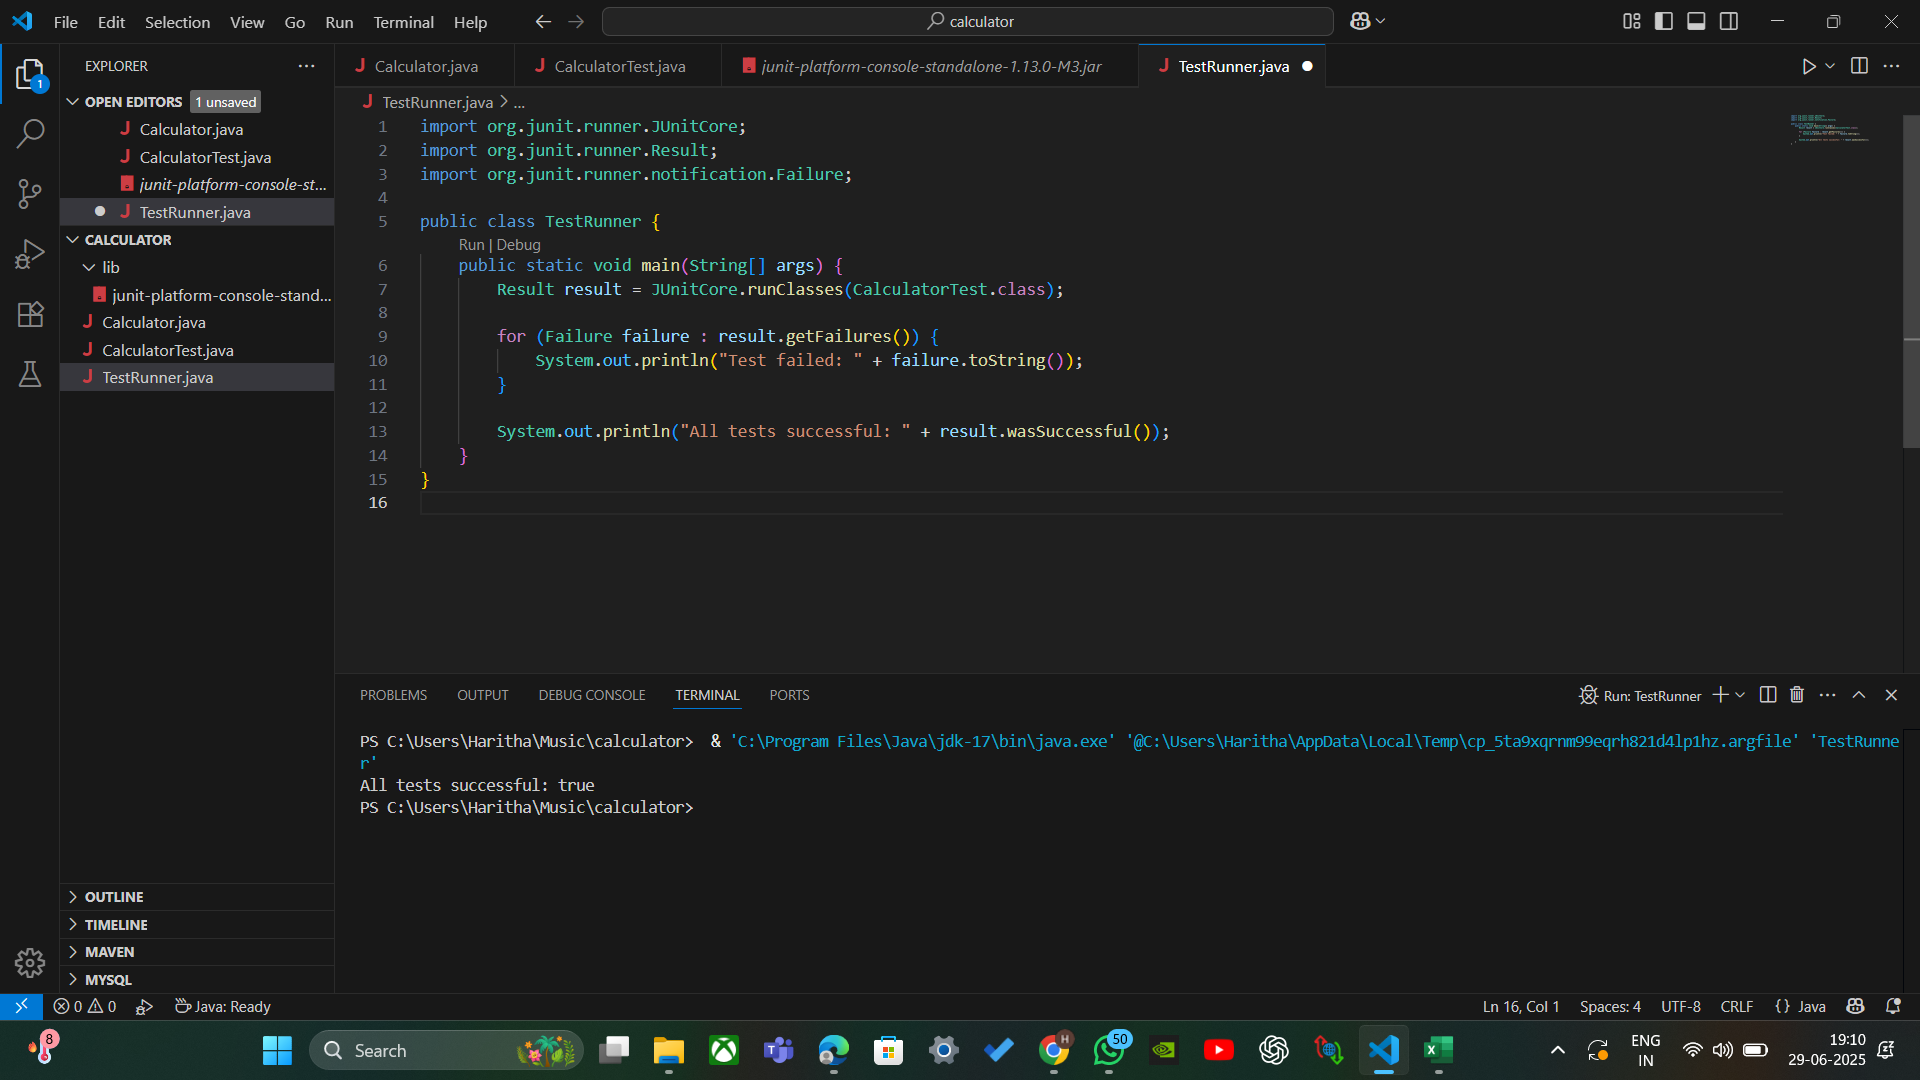 File Edit Selection View Go Run Terminal Help
calculator
EXPLORER
OPEN EDITORS 1 unsaved
Calculator.java
CalculatorTest.java
junit-platform-console-st...
TestRunner.java
CALCULATOR
lib
junit-platform-console-stand...
Calculator.java
CalculatorTest.java
TestRunner.java
OUTLINE
TIMELINE
MAVEN
MYSQL
1
Calculator.java
CalculatorTest.java
junit-platform-console-standalone-1.13.0-M3.jar
TestRunner.java
TestRunner.java > ...
1 import org.junit.runner.JUnitCore;
2 import org.junit.runner.Result;
3 import org.junit.runner.notification.Failure;
4
5 public class TestRunner {
Run | Debug
6 public static void main(String[] args) {
7 Result result = JUnitCore.runClasses(CalculatorTest.class);
8
9 for (Failure failure : result.getFailures()) {
10 System.out.println("Test failed: " + failure.toString());
11 }
12
13 System.out.println("All tests successful: " + result.wasSuccessful());
14 }
15 }
16
PROBLEMS OUTPUT DEBUG CONSOLE TERMINAL PORTS
Run: TestRunner
PS C:\Users\Haritha\Music\calculator> & 'C:\Program Files\Java\jdk-17\bin\java.exe' '@C:\Users\Haritha\AppData\Local\Temp\cp_5ta9xqrnm99eqrh821d4lp1hz.argfile' 'TestRunne
r'
All tests successful: true
PS C:\Users\Haritha\Music\calculator>
0 0 Java: Ready
Ln 16, Col 1 Spaces: 4 UTF-8 CRLF {} Java
8
Search
50
ENG
IN
19:10
29-06-2025